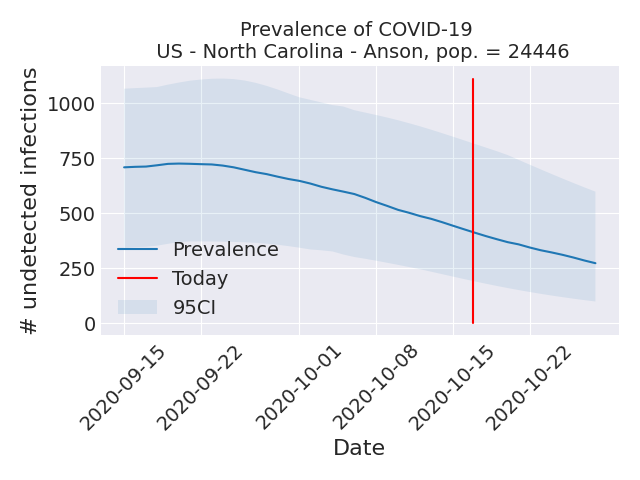 Prevalence of COVID-19
US - North Carolina - Anson, pop. = 24446
# undetected infections
1000
750
500
250
0
Prevalence
Today
95CI
2020-09-15
2020-09-22
2020-10-01
2020-10-08
2020-10-15
2020-10-22
Date